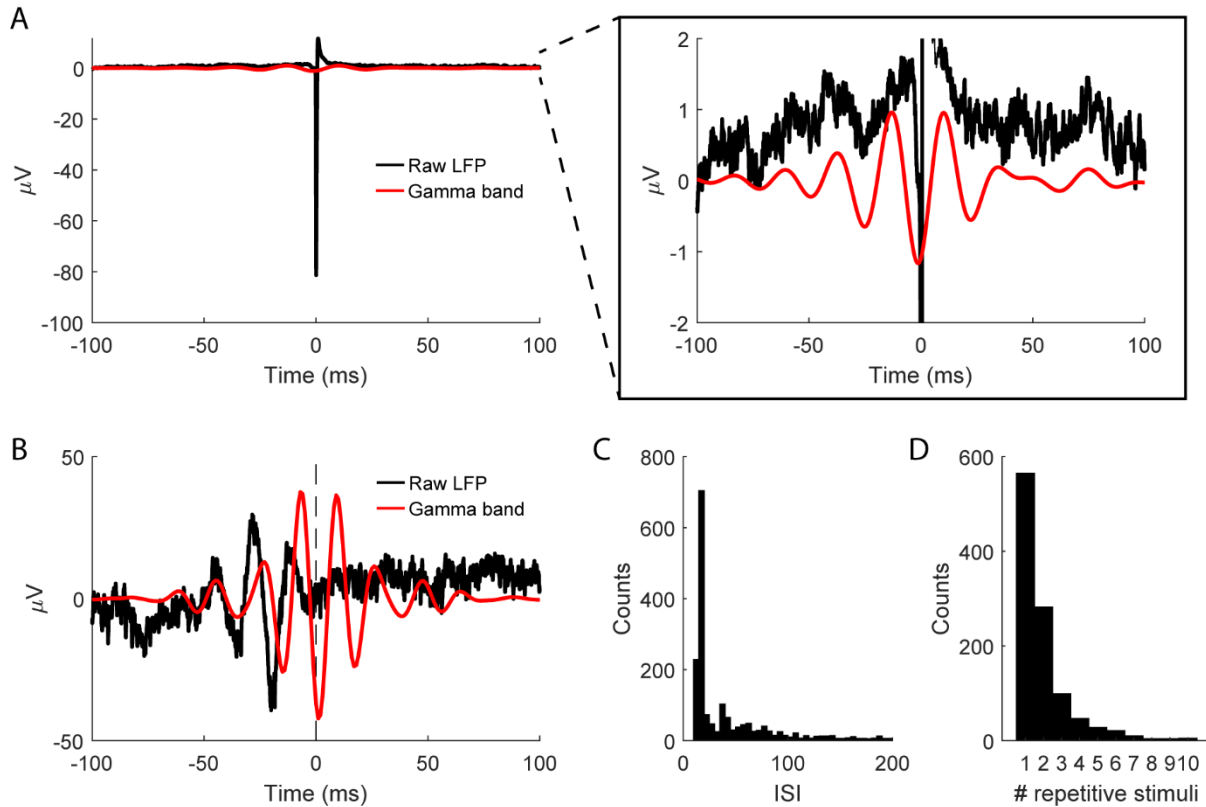 A
0
-20
-40
-60
-80
-100
µV
-100
-50
0
50
100
Time (ms)
Raw LFP
Gamma band
2
1
0
-1
-2
µV
-100
-50
0
50
100
Time (ms)
B
50
0
-50
µV
-100
-50
0
50
100
Time (ms)
Raw LFP
Gamma band
C
800
600
400
200
0
Counts
0
100
200
ISI
D
600
400
200
0
Counts
1 2 3 4 5 6 7 8 9 10
# repetitive stimuli